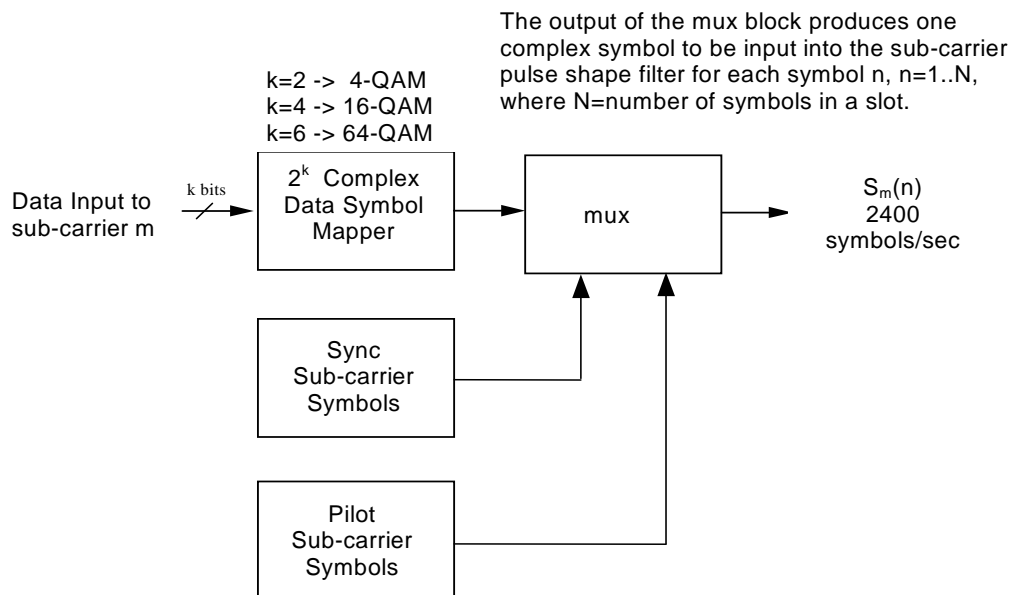 The output of the mux block produces one
complex symbol to be input into the sub-carrier
pulse shape filter for each symbol n, n=1..N,
where N=number of symbols in a slot.
k=2 -> 4-QAM
k=4 -> 16-QAM
k=6 -> 64-QAM
Data Input to
sub-carrier m
k bits
2^k Complex
Data Symbol
Mapper
mux
Sₘ(n)
2400
symbols/sec
Sync
Sub-carrier
Symbols
Pilot
Sub-carrier
Symbols